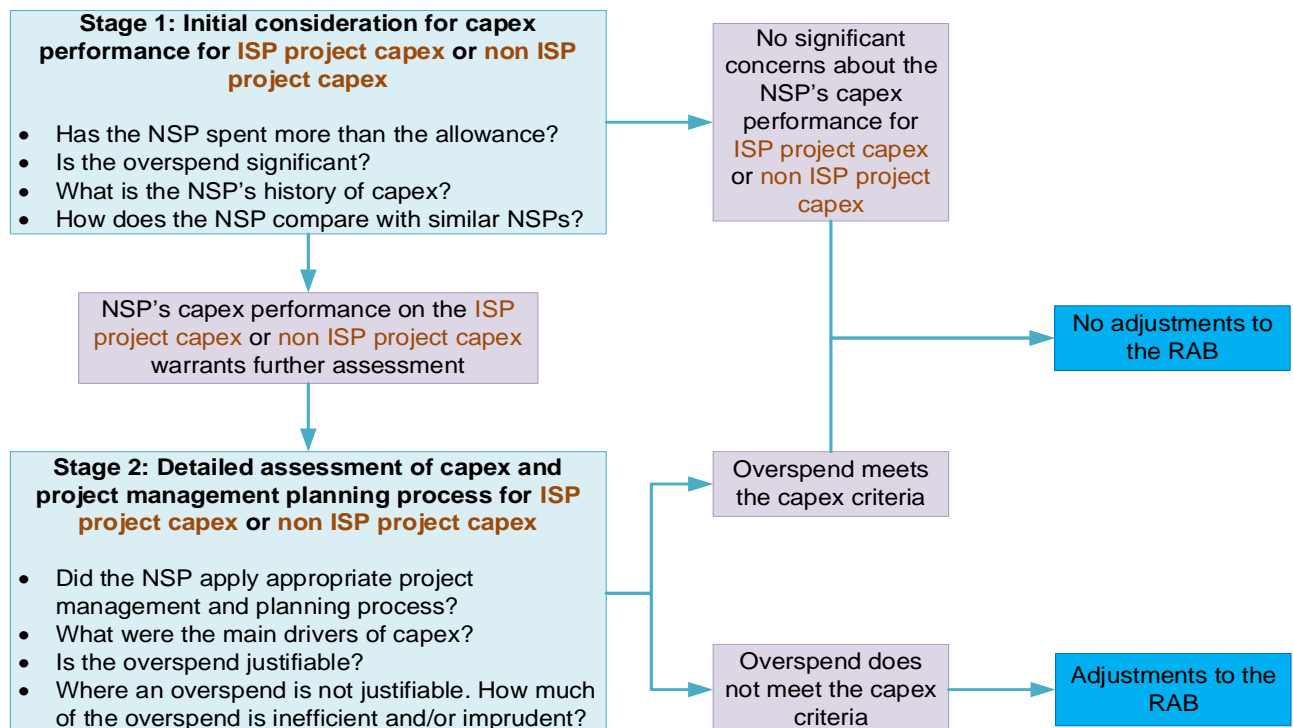 Stage 1: Initial consideration for capex
performance for ISP project capex or non ISP
project capex
• Has the NSP spent more than the allowance?
• Is the overspend significant?
• What is the NSP's history of capex?
• How does the NSP compare with similar NSPs?
No significant
concerns about the
NSP's capex
performance for
ISP project capex
or non ISP project
capex
NSP's capex performance on the ISP
project capex or non ISP project capex
warrants further assessment
No adjustments to
the RAB
Stage 2: Detailed assessment of capex and
project management planning process for ISP
project capex or non ISP project capex
• Did the NSP apply appropriate project
management and planning process?
• What were the main drivers of capex?
• Is the overspend justifiable?
• Where an overspend is not justifiable. How much
of the overspend is inefficient and/or imprudent?
Overspend meets
the capex criteria
Overspend does
not meet the capex
criteria
Adjustments to the
RAB